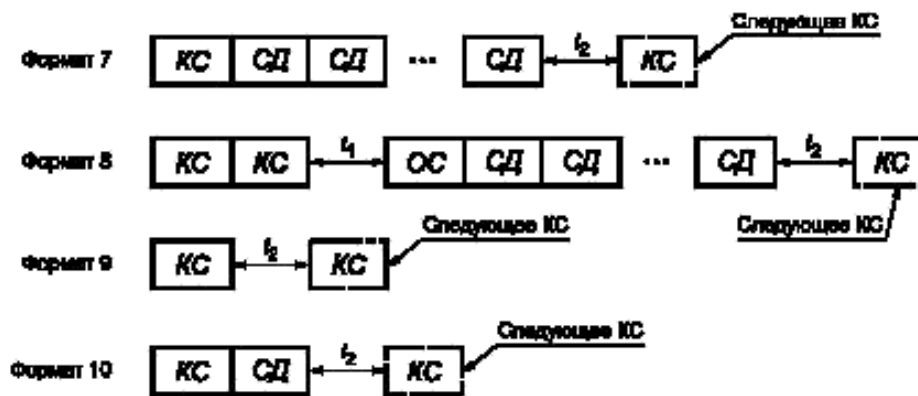 Следующее КС
Формат 7 КС СД СД ... СД t2 КС
Формат 8 КС КС t1 ОС СД СД ... СД t2 КС
Следующее КС Следующее КС
Формат 9 КС t2 КС
Следующее КС
Формат 10 КС СД t2 КС